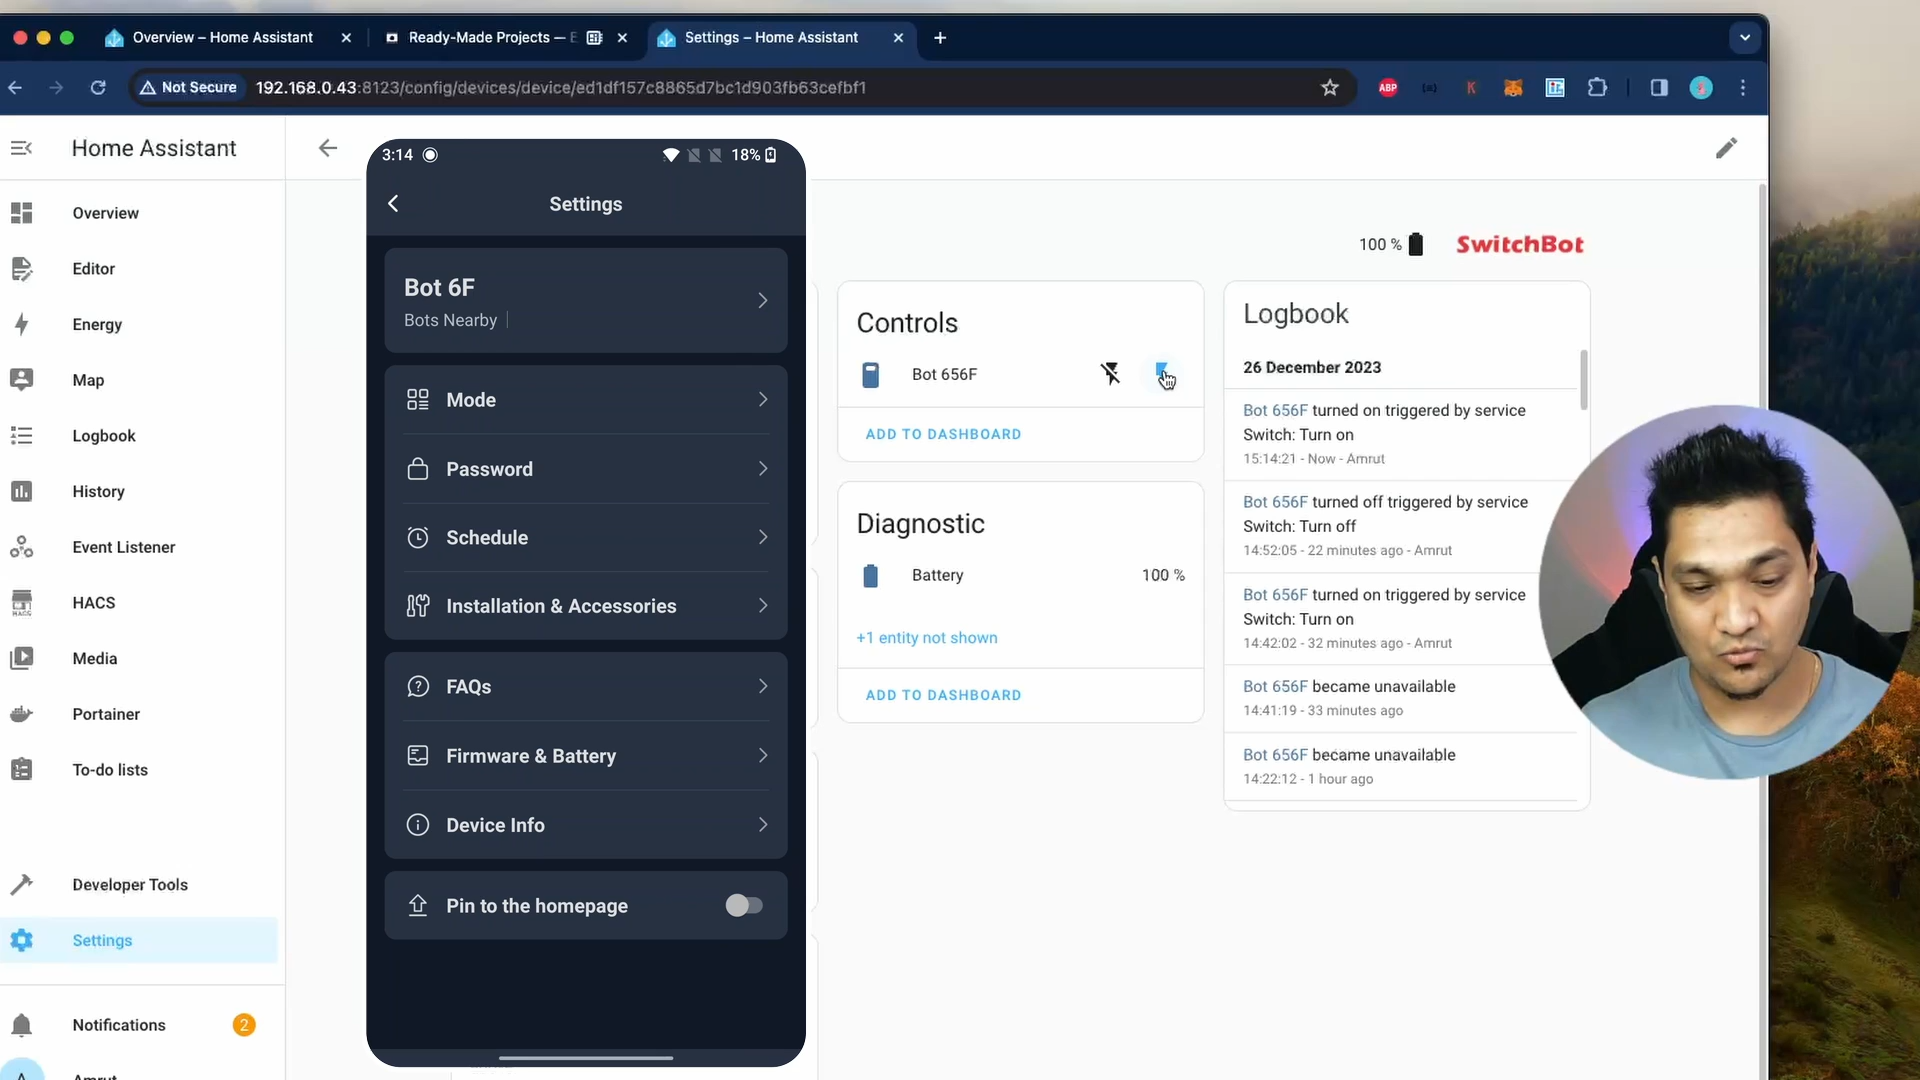 Overview – Home Assistant
Ready-Made Projects — E
Settings – Home Assistant
Not Secure
192.168.0.43:8123/config/devices/device/ed1df157c8865d7bc1d903fb63cefbf1
ABP
K
Home Assistant
Overview
Editor
Energy
Map
Logbook
History
Event Listener
HACS
HACS
Media
Portainer
To-do lists
Developer Tools
Settings
Notifications
2
A
Amrut
3:14
18%
Settings
Bot 6F
Bots Nearby
Mode
Password
Schedule
Installation & Accessories
FAQs
Firmware & Battery
Device Info
Pin to the homepage
100 %
SwitchBot
Controls
Bot 656F
ADD TO DASHBOARD
Diagnostic
Battery
100 %
+1 entity not shown
ADD TO DASHBOARD
Logbook
26 December 2023
Bot 656F turned on triggered by service
Switch: Turn on
15:14:21 - Now - Amrut
Bot 656F turned off triggered by service
Switch: Turn off
14:52:05 - 22 minutes ago - Amrut
Bot 656F turned on triggered by service
Switch: Turn on
14:42:02 - 32 minutes ago - Amrut
Bot 656F became unavailable
14:41:19 - 33 minutes ago
Bot 656F became unavailable
14:22:12 - 1 hour ago